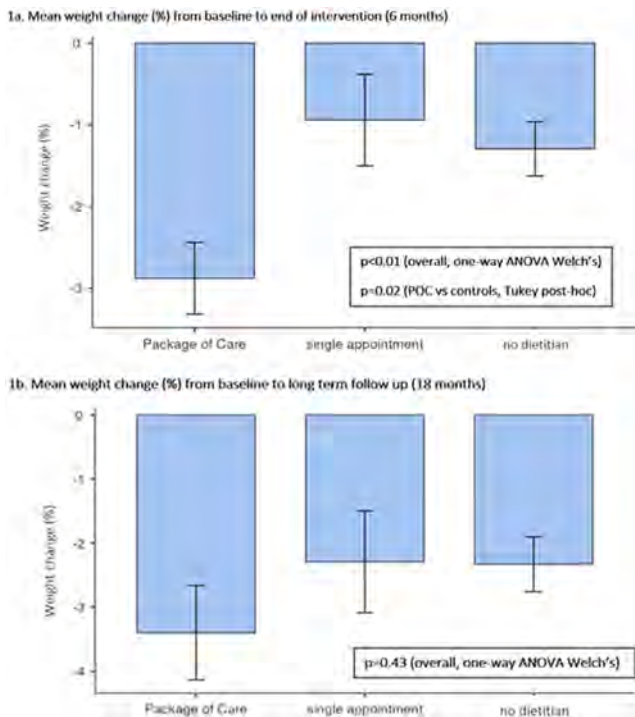 1a. Mean weight change (%) from baseline to end of intervention (6 months)
0
-1
-2
-3
Weight change (%)
p<0.01 (overall, one-way ANOVA Welch's)
p=0.02 (POC vs controls, Tukey post-hoc)
Package of Care single appointment no dietitian
1b. Mean weight change (%) from baseline to long term follow up (18 months)
0
-1
-2
-3
-4
Weight change (%)
p=0.43 (overall, one-way ANOVA Welch's)
Package of Care single appointment no dietitian